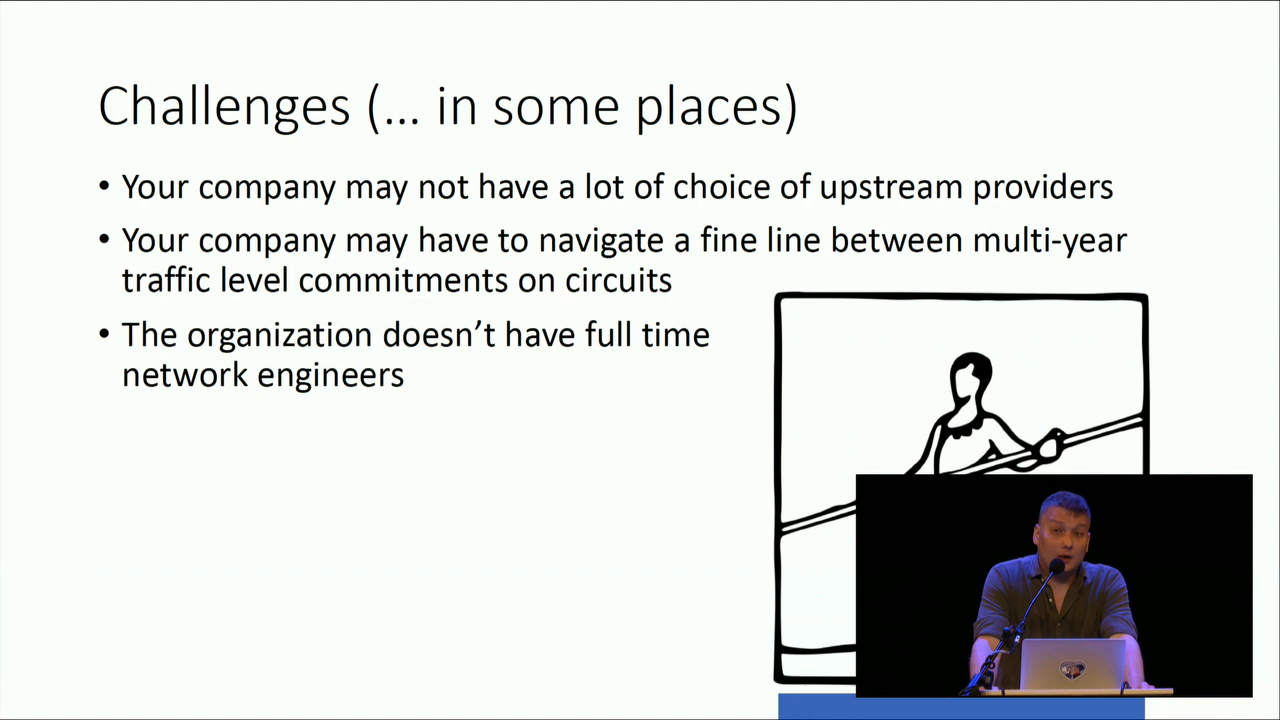 Challenges (... in some places)
• Your company may not have a lot of choice of upstream providers
• Your company may have to navigate a fine line between multi-year
traffic level commitments on circuits
• The organization doesn’t have full time
network engineers